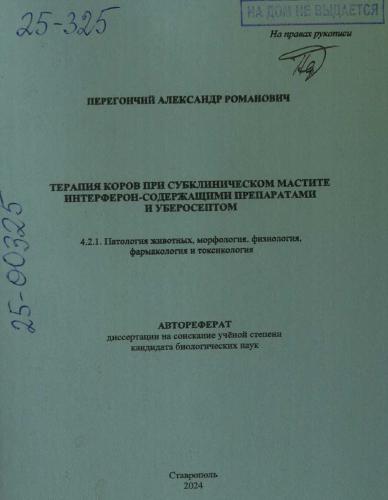 25-325
НА ДОМ НЕ ВЫДАЕТСЯ
На правах рукописи
ПЕРЕГОНЧИЙ АЛЕКСАНДР РОМАНОВИЧ
ТЕРАПИЯ КОРОВ ПРИ СУБКЛИНИЧЕСКОМ МАСТИТЕ
ИНТЕРФЕРОН-СОДЕРЖАЩИМИ ПРЕПАРАТАМИ
И УБЕРОСЕПТОМ
4.2.1. Патология животных, морфология, физиология,
фармакология и токсикология
25-00325
АВТОРЕФЕРАТ
диссертации на соискание учёной степени
кандидата биологических наук
Ставрополь
2024